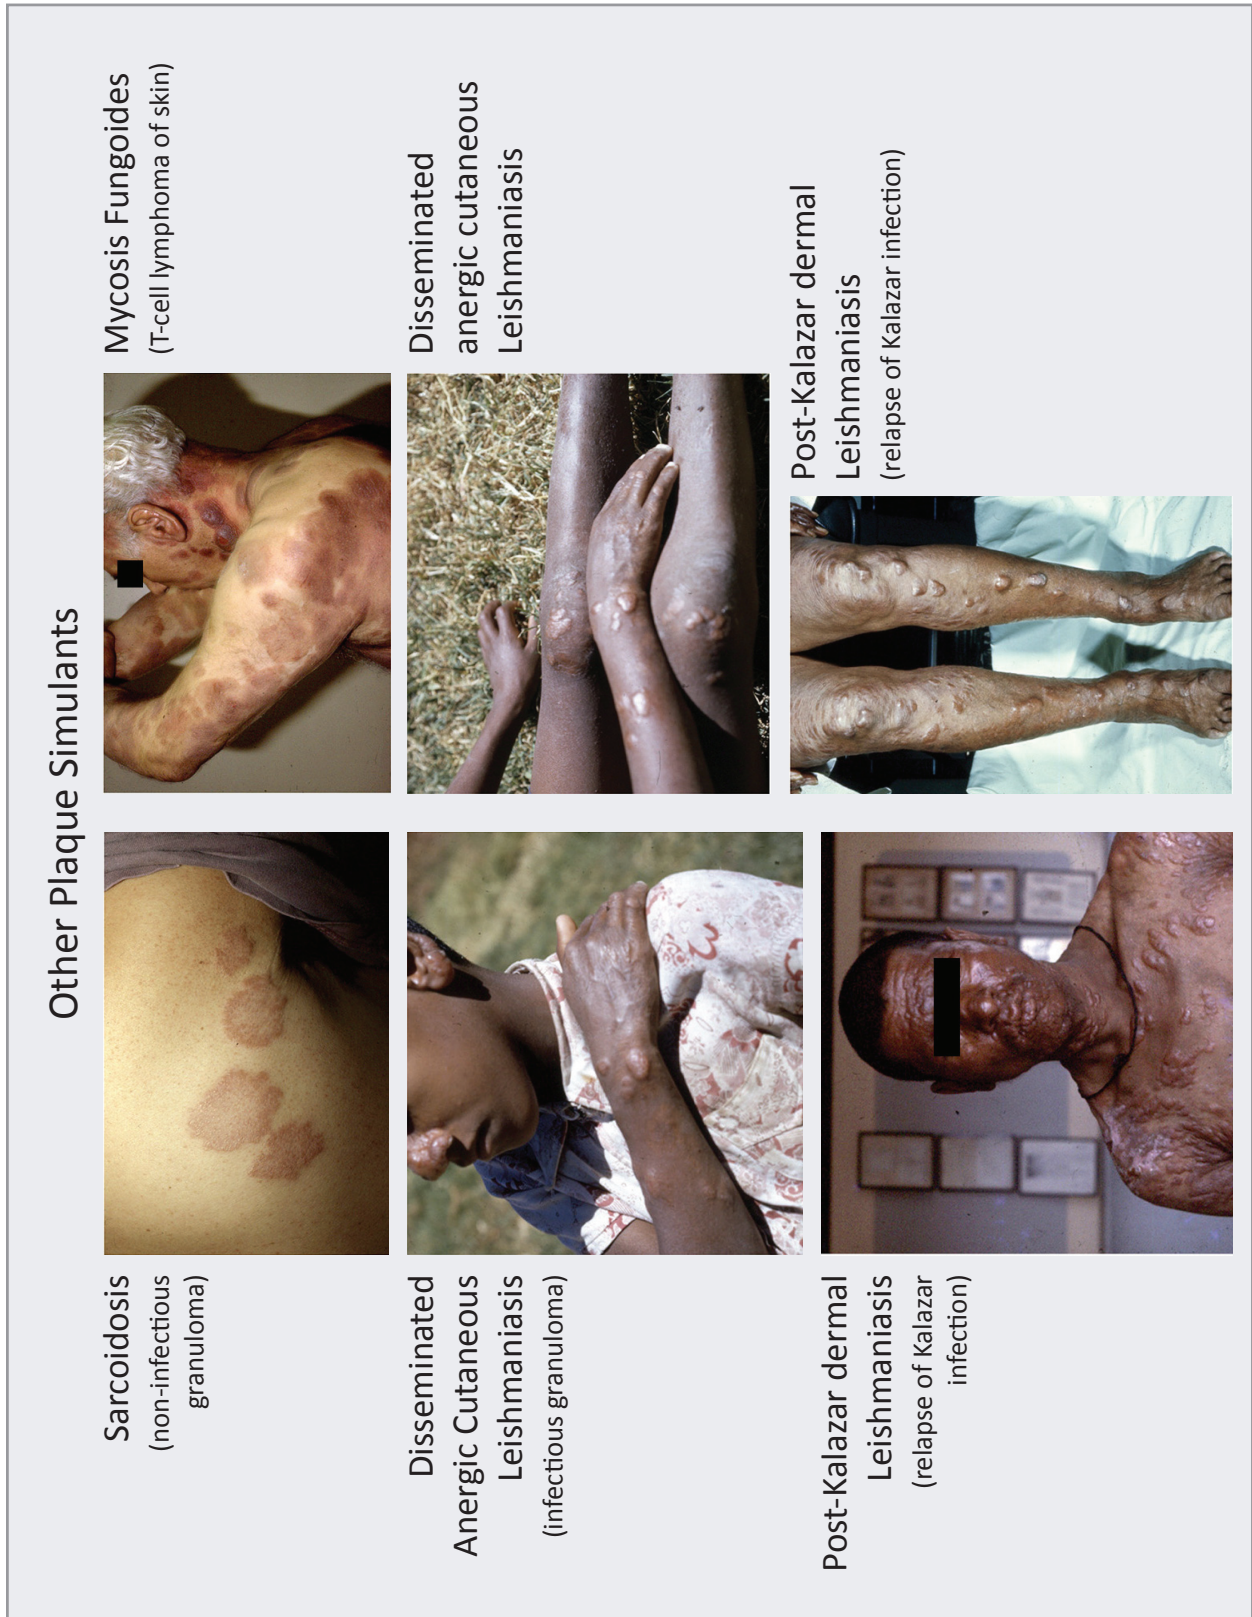 Other Plaque Simulants
Sarcoidosis
(non-infectious
granuloma)
Mycosis Fungoides
(T-cell lymphoma of skin)
Disseminated
Anergic Cutaneous
Leishmaniasis
(infectious granuloma)
Disseminated
anergic cutaneous
Leishmaniasis
Post-Kalazar dermal
Leishmaniasis
(relapse of Kalazar
infection)
Post-Kalazar dermal
Leishmaniasis
(relapse of Kalazar infection)